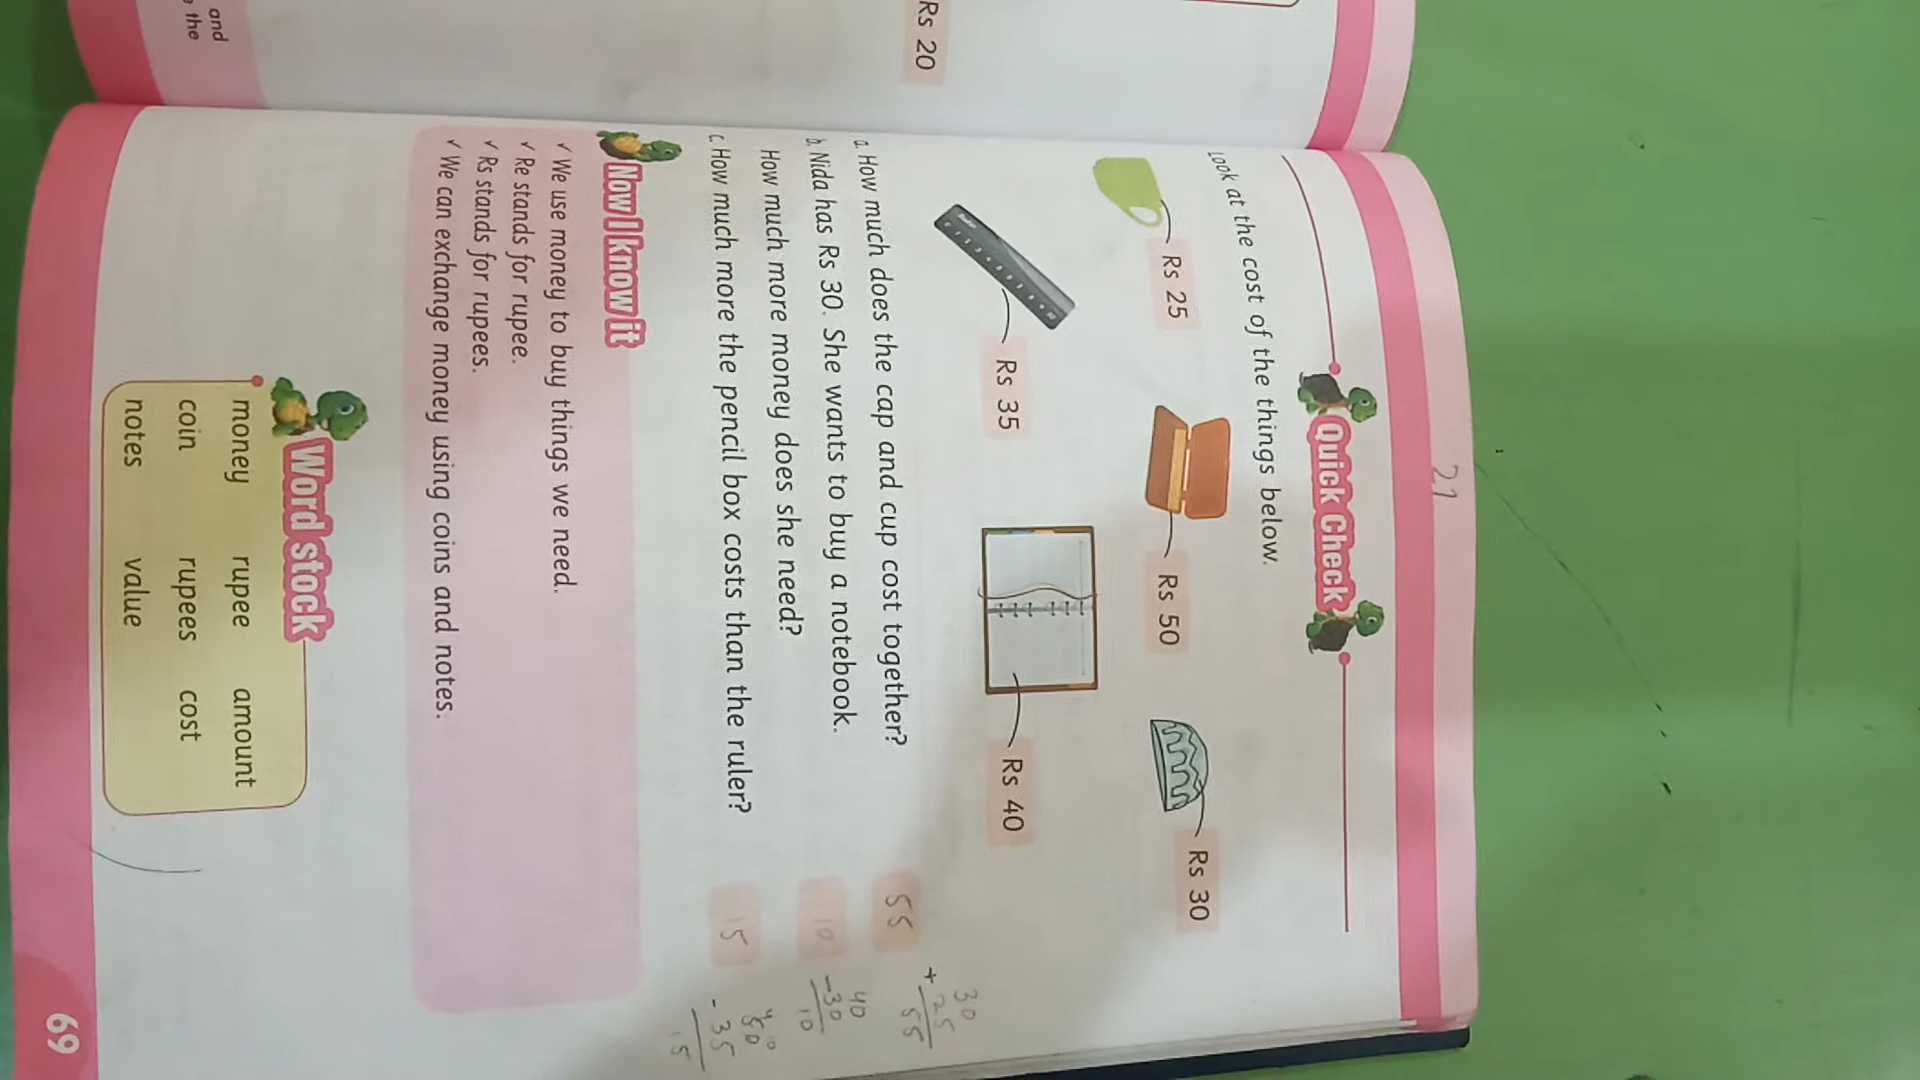 and
the
Rs 20
21
Quick Check
Look at the cost of the things below.
Rs 25
Rs 50
Rs 30
Rs 35
Rs 40
a. How much does the cap and cup cost together?
55
30
+ 25
55
b. Nida has Rs 30. She wants to buy a notebook.
How much more money does she need?
10
40
-30
10
c. How much more the pencil box costs than the ruler?
15
4 10
50
- 35
15
Now I know it
✓ We use money to buy things we need.
✓ Re stands for rupee.
✓ Rs stands for rupees.
✓ We can exchange money using coins and notes.
Word stock
money rupee amount
coin rupees cost
notes value
69